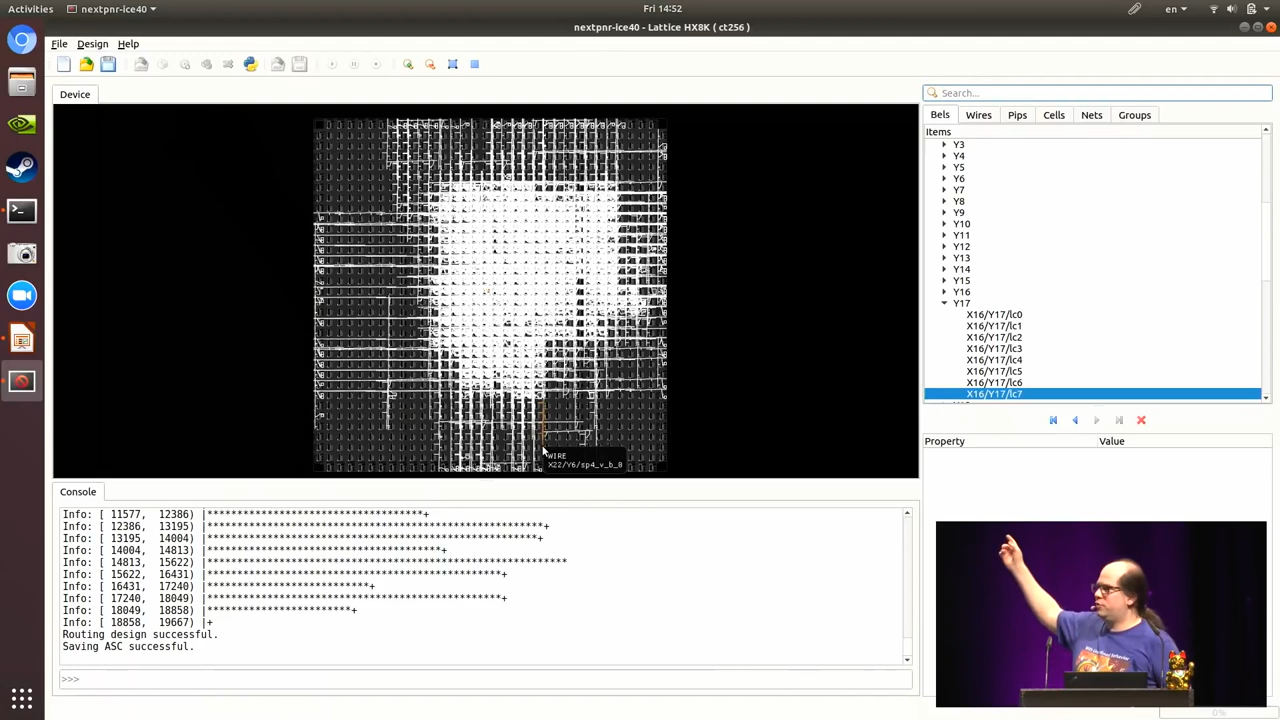 Activities
nextpnr-ice40
Fri 14:52
en
nextpnr-ice40 - Lattice HX8K ( ct256 )
File Design Help
Device
WIRE
X22/Y6/sp4_v_b_0
Search...
Bels Wires Pips Cells Nets Groups
Items
Y3
Y4
Y5
Y6
Y7
Y8
Y9
Y10
Y11
Y12
Y13
Y14
Y15
Y16
Y17
X16/Y17/lc0
X16/Y17/lc1
X16/Y17/lc2
X16/Y17/lc3
X16/Y17/lc4
X16/Y17/lc5
X16/Y17/lc6
X16/Y17/lc7
Property Value
Console
Info: [ 11577, 12386) |************************************+
Info: [ 12386, 13195) |********************************************************+
Info: [ 13195, 14004) |*******************************************************+
Info: [ 14004, 14813) |***************************************+
Info: [ 14813, 15622) |************************************************************
Info: [ 15622, 16431) |*************************************************+
Info: [ 16431, 17240) |***************************+
Info: [ 17240, 18049) |*************************************************+
Info: [ 18049, 18858) |************************+
Info: [ 18858, 19667) |+
Routing design successful.
Saving ASC successful.
>>>
0%